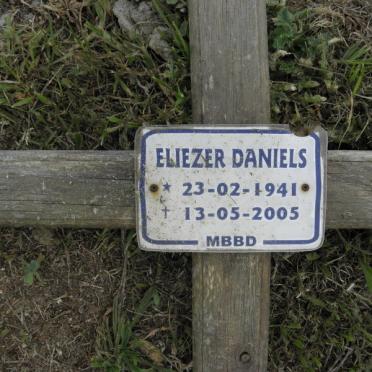 ELIEZER DANIELS
* 23-02-1941
† 13-05-2005
MBBD